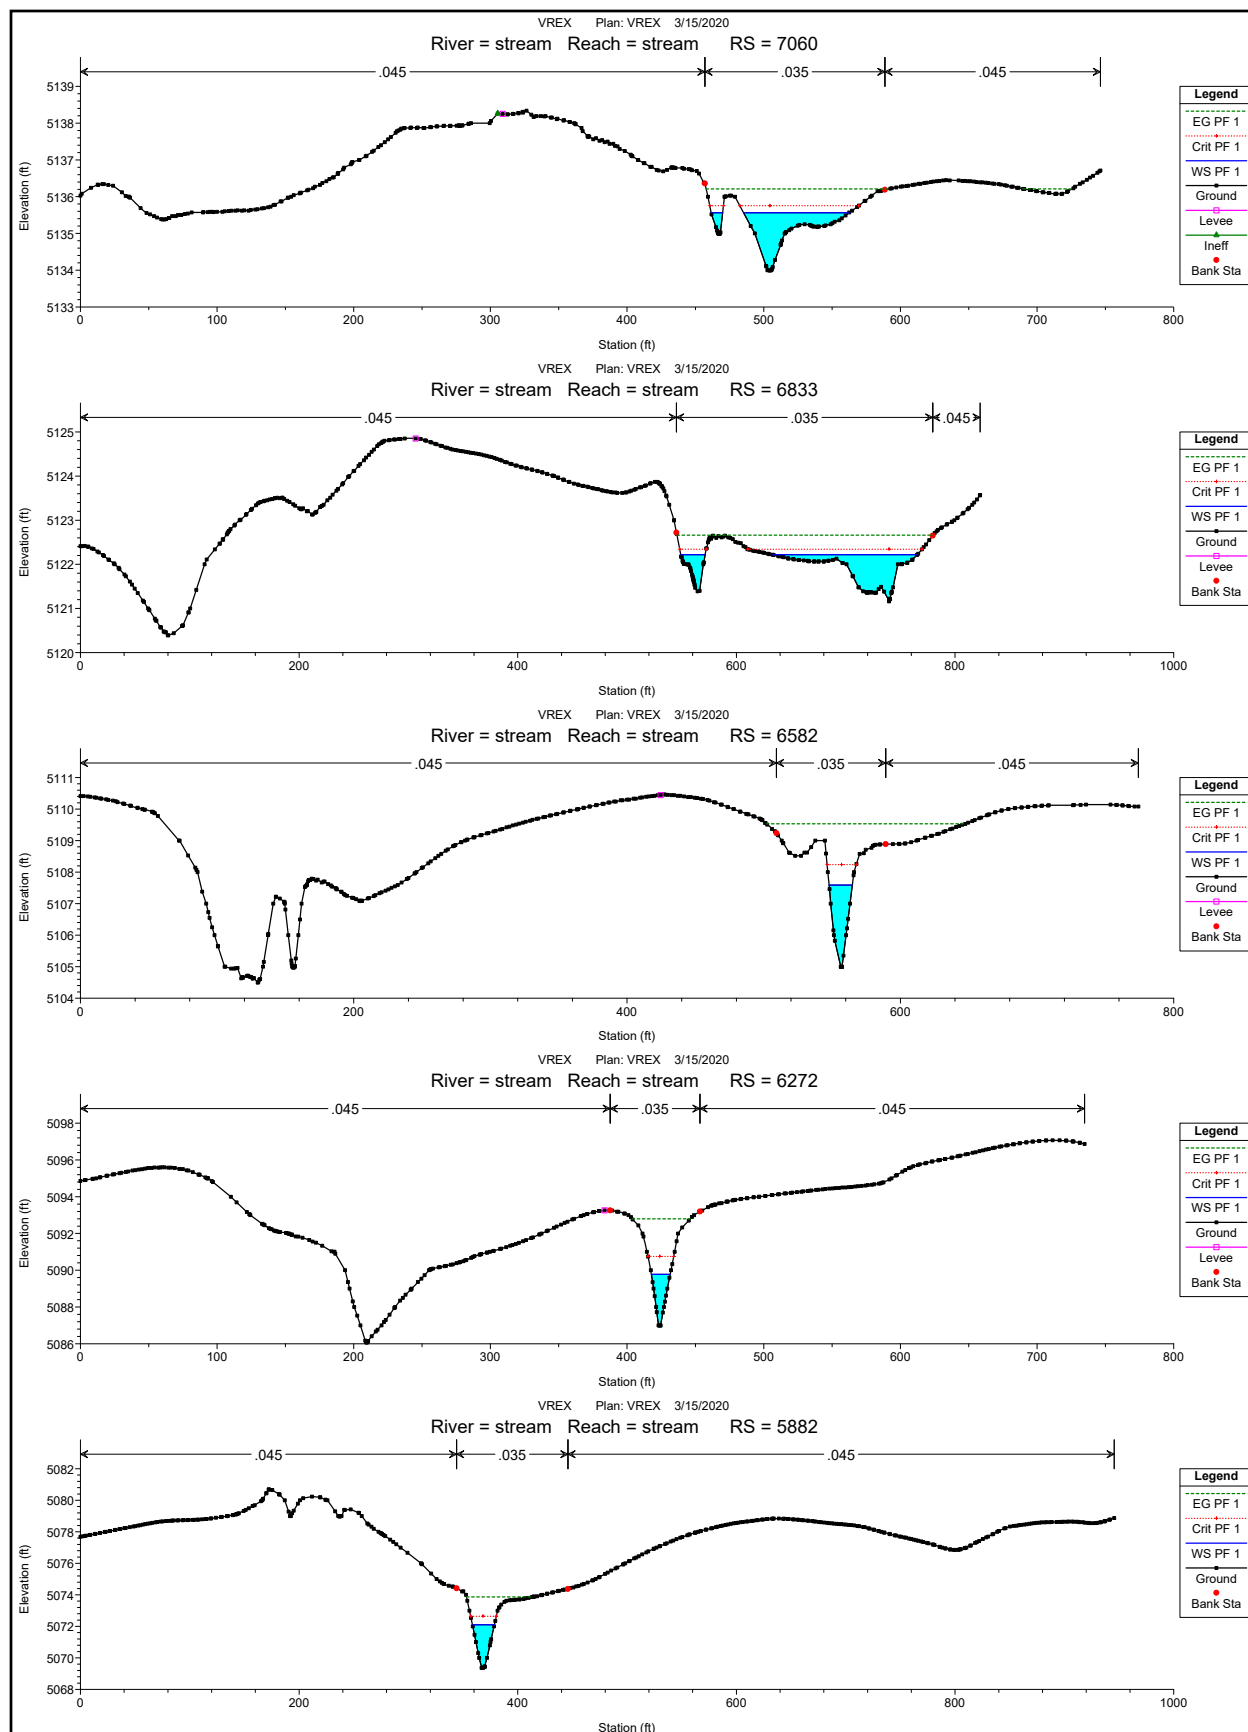 VREX Plan: VREX 3/15/2020
River = stream Reach = stream RS = 7060
.045 .035 .045
Elevation (ft)
5139
5138
5137
5136
5135
5134
5133
0 100 200 300 400 500 600 700 800
Station (ft)
Legend
EG PF 1
Crit PF 1
WS PF 1
Ground
Levee
Ineff
Bank Sta
VREX Plan: VREX 3/15/2020
River = stream Reach = stream RS = 6833
.045 .035 .045
Elevation (ft)
5125
5124
5123
5122
5121
5120
0 200 400 600 800 1000
Station (ft)
Legend
EG PF 1
Crit PF 1
WS PF 1
Ground
Levee
Bank Sta
VREX Plan: VREX 3/15/2020
River = stream Reach = stream RS = 6582
.045 .035 .045
Elevation (ft)
5111
5110
5109
5108
5107
5106
5105
5104
0 200 400 600 800
Station (ft)
Legend
EG PF 1
Crit PF 1
WS PF 1
Ground
Levee
Bank Sta
VREX Plan: VREX 3/15/2020
River = stream Reach = stream RS = 6272
.045 .035 .045
Elevation (ft)
5098
5096
5094
5092
5090
5088
5086
0 100 200 300 400 500 600 700 800
Station (ft)
Legend
EG PF 1
Crit PF 1
WS PF 1
Ground
Levee
Bank Sta
VREX Plan: VREX 3/15/2020
River = stream Reach = stream RS = 5882
.045 .035 .045
Elevation (ft)
5082
5080
5078
5076
5074
5072
5070
5068
0 200 400 600 800 1000
Station (ft)
Legend
EG PF 1
Crit PF 1
WS PF 1
Ground
Bank Sta